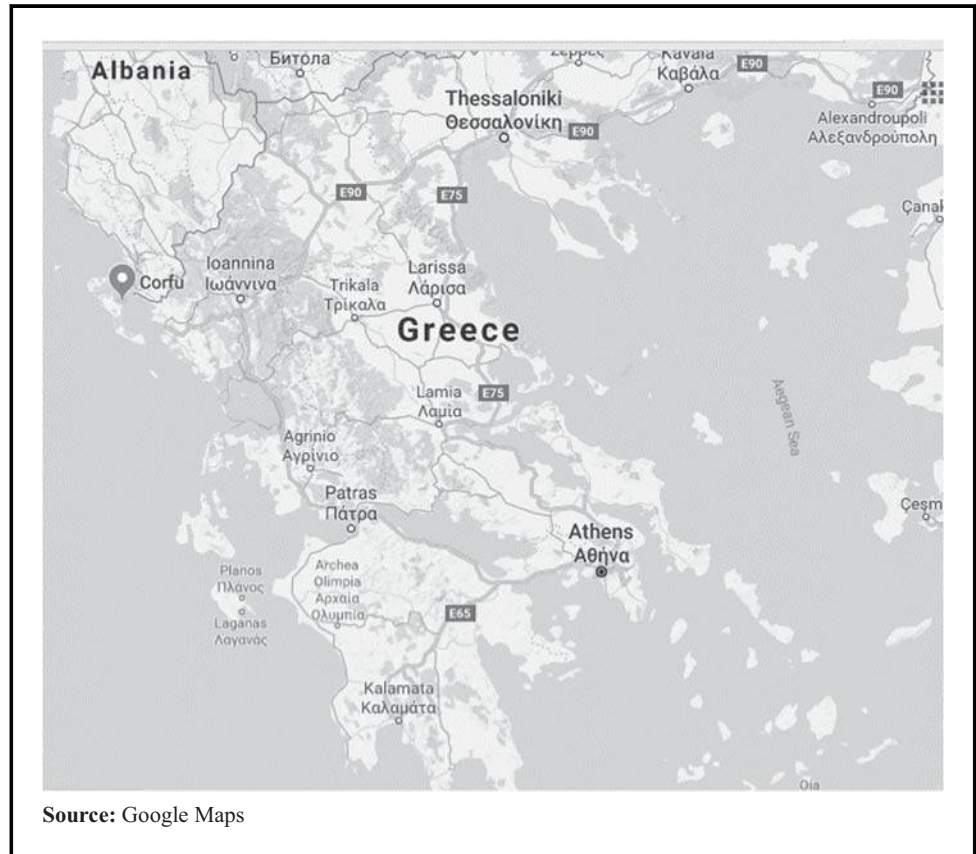 Albania
Битола
Kavala
Καβάλα
E90
E90
Thessaloniki
Θεσσαλονίκη
E90
Alexandroupoli
Αλεξανδρούπολη
E90
E75
Corfu
Ioannina
Ιωάννινα
Larissa
Λάρισα
Trikala
Τρίκαλα
Greece
Lamia
Λαμία
E75
Aegean Sea
Agrinio
Αγρίνιο
Patras
Πάτρα
Athens
Αθήνα
Planos
Πλάνος
Archea
Olimpia
Αρχαία
Ολυμπία
Laganas
Λαγανάς
E65
Kalamata
Καλαμάτα
Oia
Source: Google Maps